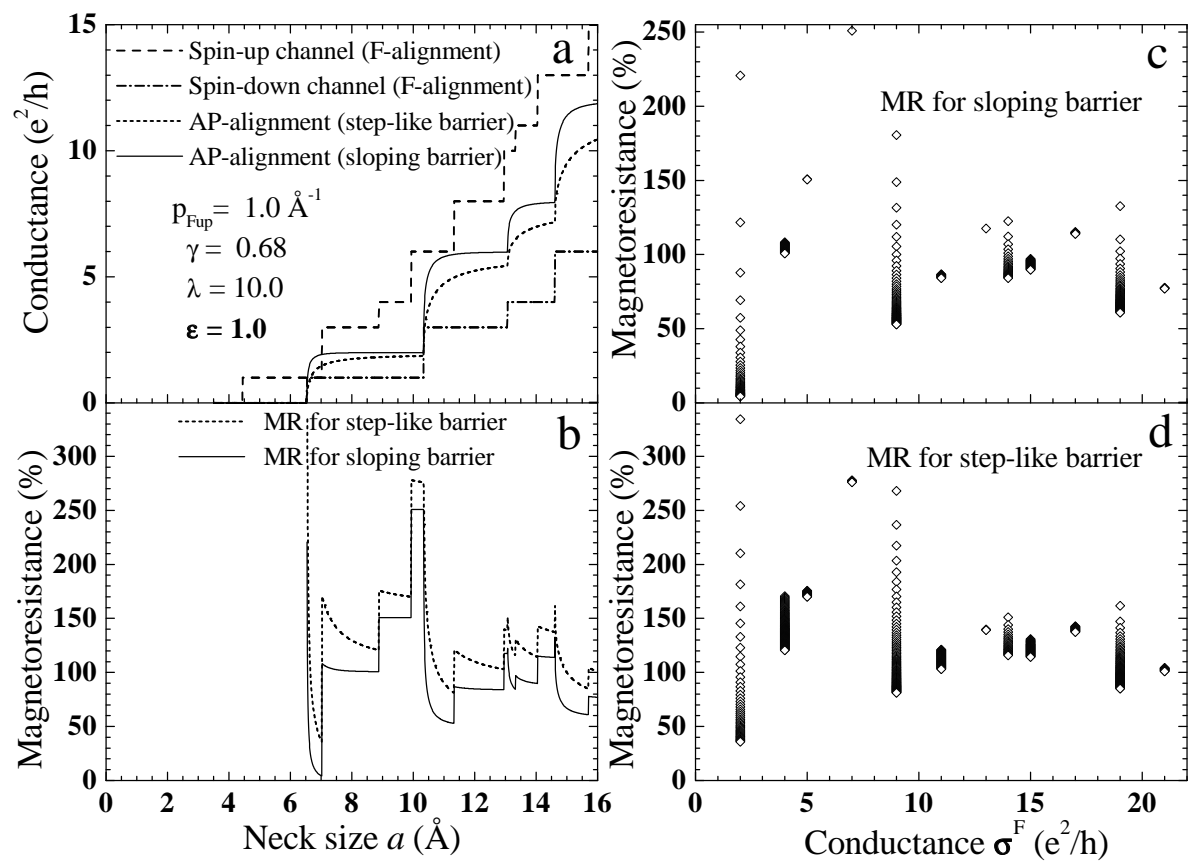 a
Spin-up channel (F-alignment)
Spin-down channel (F-alignment)
AP-alignment (step-like barrier)
AP-alignment (sloping barrier)
p_Fup = 1.0 Å⁻¹
γ = 0.68
λ = 10.0
ε = 1.0
Conductance (e²/h)
15
10
5
0
b
MR for step-like barrier
MR for sloping barrier
Magnetoresistance (%)
300
250
200
150
100
50
0
0 2 4 6 8 10 12 14 16
Neck size a (Å)
c
MR for sloping barrier
Magnetoresistance (%)
250
200
150
100
50
0
d
MR for step-like barrier
Magnetoresistance (%)
300
250
200
150
100
50
0
0 5 10 15 20
Conductance σ^F (e²/h)